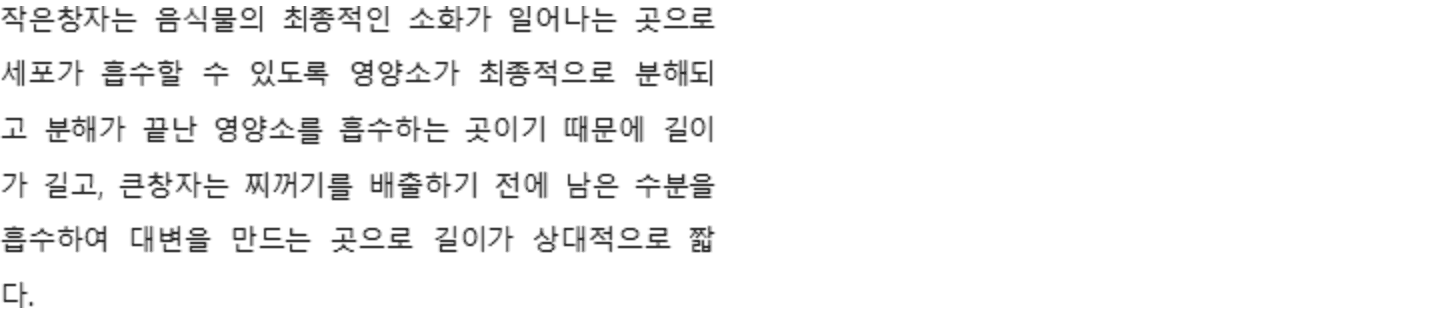 작은창자는 음식물의 최종적인 소화가 일어나는 곳으로
세포가 흡수할 수 있도록 영양소가 최종적으로 분해되
고 분해가 끝난 영양소를 흡수하는 곳이기 때문에 길이
가 길고, 큰창자는 찌꺼기를 배출하기 전에 남은 수분을
흡수하여 대변을 만드는 곳으로 길이가 상대적으로 짧
다.